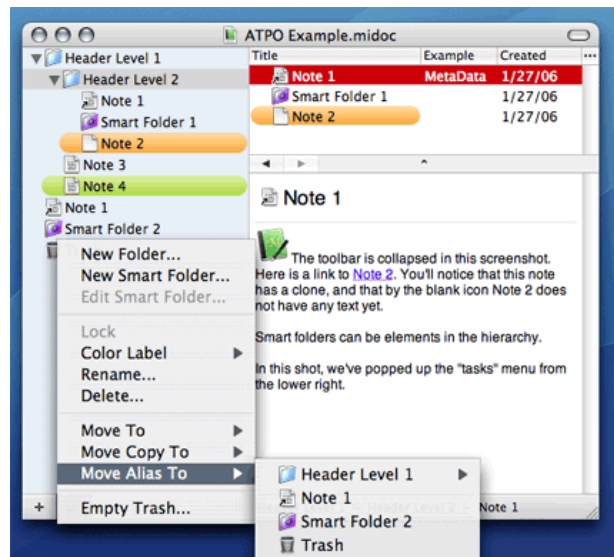 ATPO Example.midoc
Header Level 1
Header Level 2
Note 1
Smart Folder 1
Note 2
Note 3
Note 4
Note 1
Smart Folder 2
Title Example Created
Note 1 MetaData 1/27/06
Smart Folder 1 1/27/06
Note 2 1/27/06
Note 1
The toolbar is collapsed in this screenshot.
Here is a link to Note 2. You'll notice that this note
has a clone, and that by the blank icon Note 2 does
not have any text yet.
Smart folders can be elements in the hierarchy.
In this shot, we've popped up the "tasks" menu from
the lower right.
New Folder...
New Smart Folder...
Edit Smart Folder...
Lock
Color Label
Rename...
Delete...
Move To
Move Copy To
Move Alias To
Empty Trash...
Header Level 1
Note 1
Smart Folder 2
Trash
Note 1